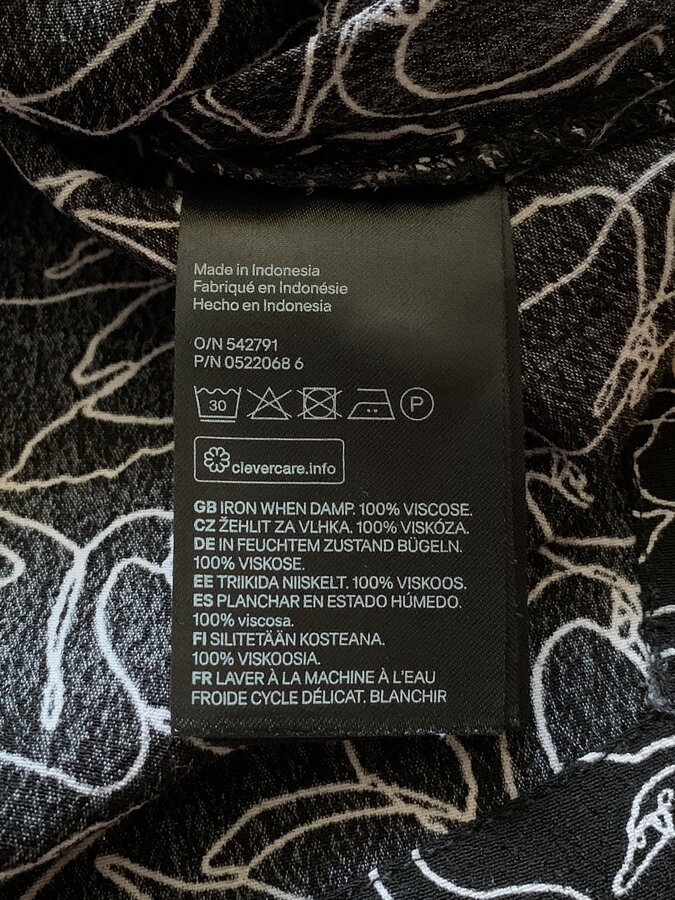 Made in Indonesia
Fabriqué en Indonésie
Hecho en Indonesia
O/N 542791
P/N 0522068 6
30 P
clevercare.info
GB IRON WHEN DAMP. 100% VISCOSE.
CZ ŽEHLIT ZA VLHKA. 100% VISKÓZA.
DE IN FEUCHTEM ZUSTAND BÜGELN.
100% VISKOSE.
EE TRIIKIDA NIISKELT. 100% VISKOOS.
ES PLANCHAR EN ESTADO HÚMEDO.
100% viscosa.
FI SILITETÄÄN KOSTEANA.
100% VISKOOSIA.
FR LAVER À LA MACHINE À L'EAU
FROIDE CYCLE DÉLICAT. BLANCHIR